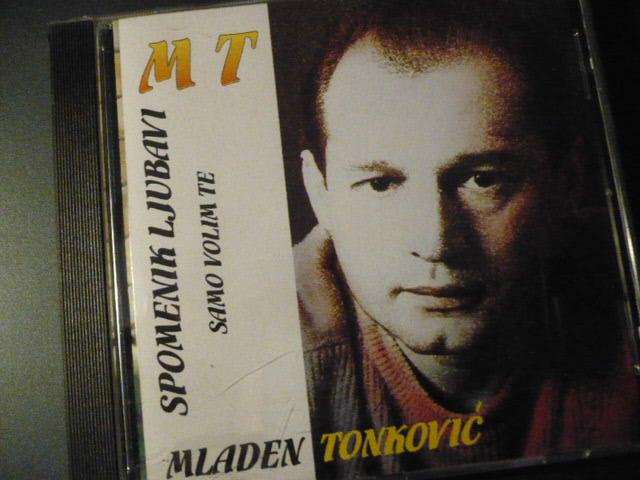 M T
SPOMENIK LJUBAVI
SAMO VOLIM TE
MLADEN TONKOVIĆ